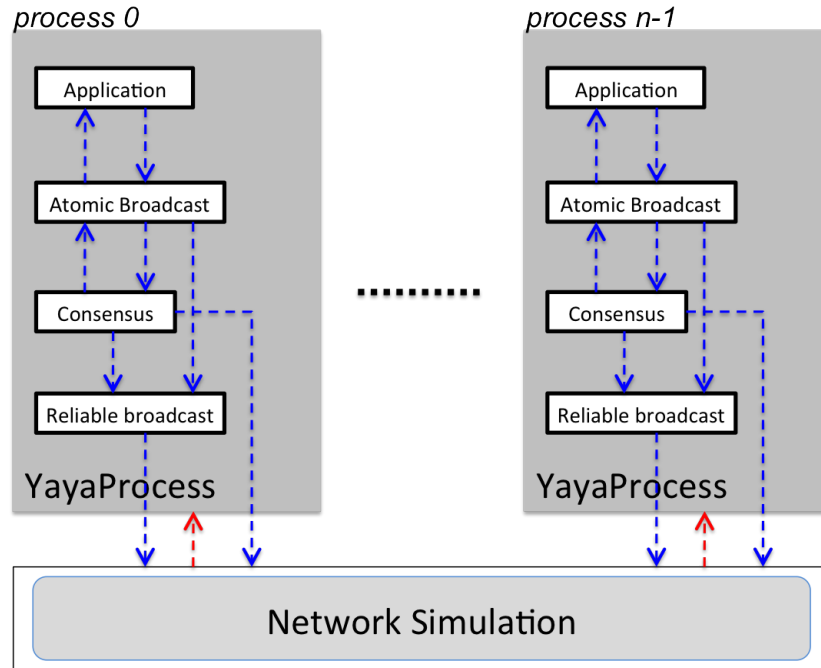 process 0
Application
Atomic Broadcast
Consensus
Reliable broadcast
YayaProcess
process n-1
Application
Atomic Broadcast
Consensus
Reliable broadcast
YayaProcess
Network Simulation